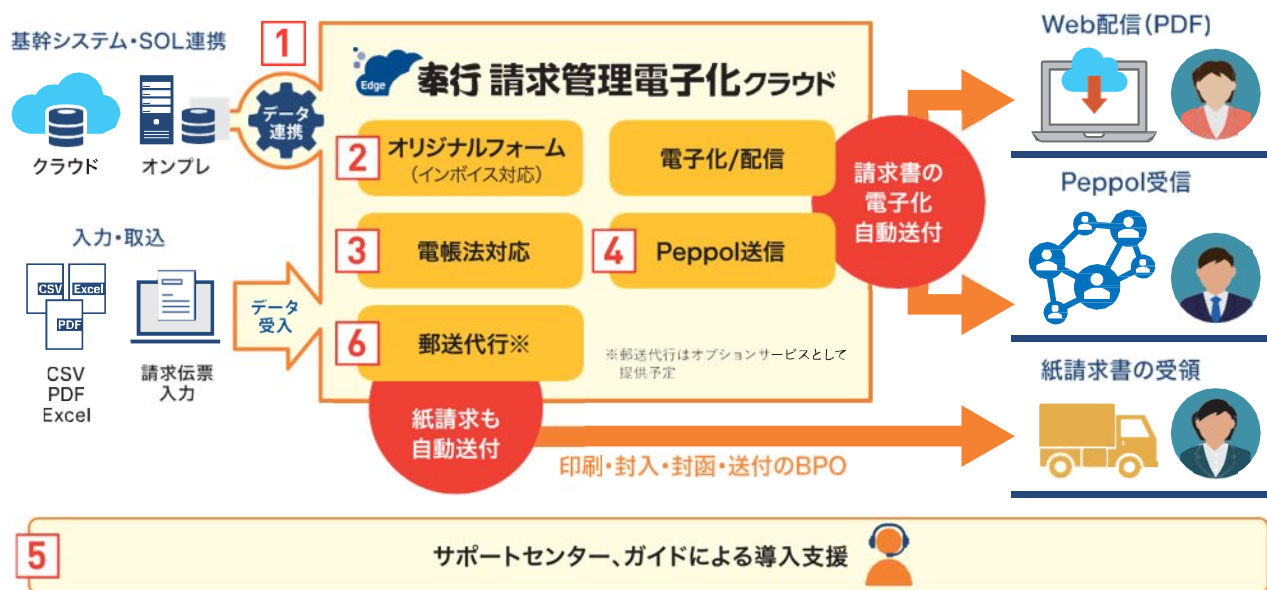 基幹システム・SOL連携
クラウド
オンプレ
1
データ
連携
入力・取込
CSV
Excel
PDF
CSV
PDF
Excel
請求伝票
入力
データ
受入
Edge
奉行 請求管理電子化クラウド
2
オリジナルフォーム
(インボイス対応)
電子化/配信
3
電帳法対応
4
Peppol送信
6
郵送代行※
※郵送代行はオプションサービスとして
提供予定
請求書の
電子化
自動送付
紙請求も
自動送付
印刷・封入・封函・送付のBPO
Web配信(PDF)
Peppol受信
紙請求書の受領
5
サポートセンター、ガイドによる導入支援